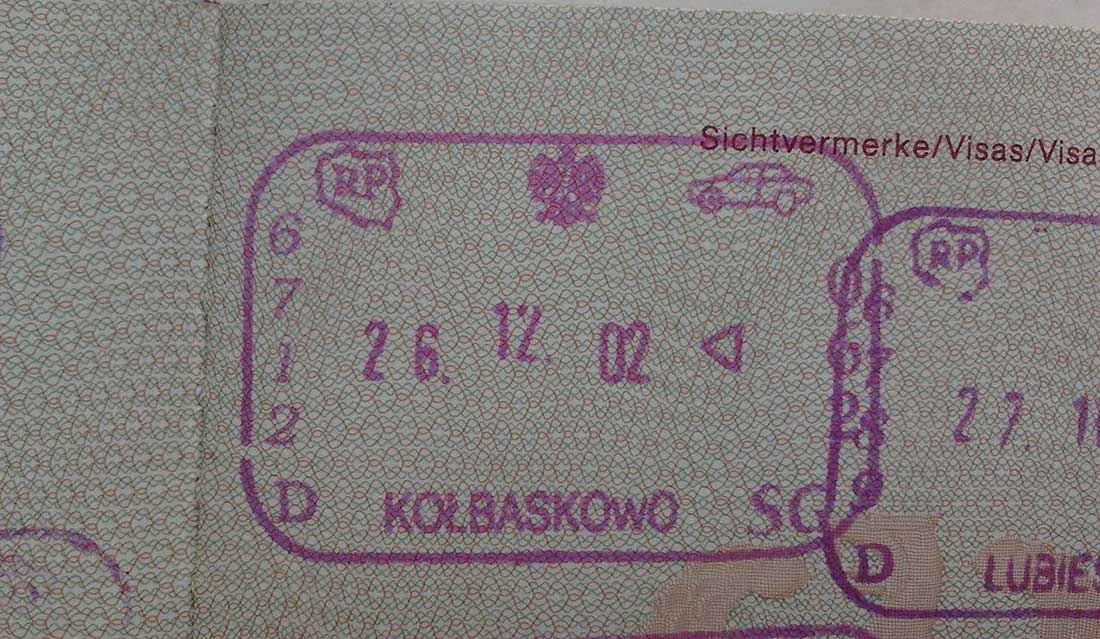 Sichtvermerke/Visas/Visa
RP
6
7
1
2
26. 12. 02
D KOŁBASKOWO SG
RP
27.
D LUBIES